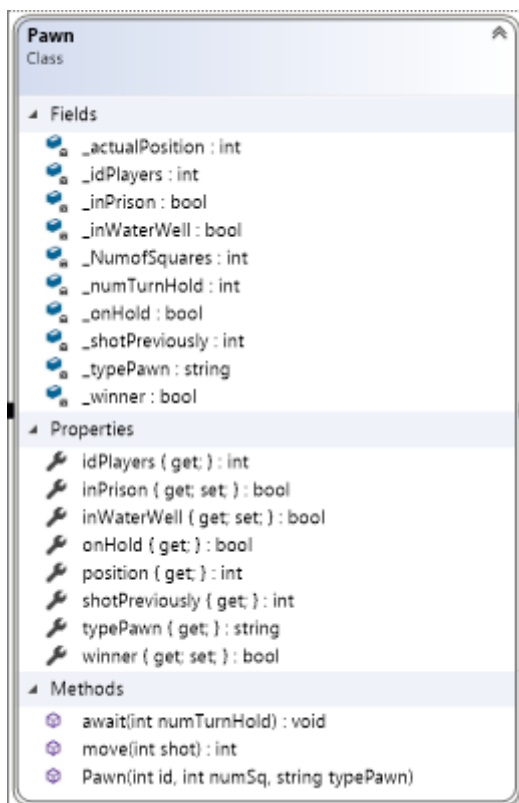 Pawn
Class
Fields
_actualPosition : int
_idPlayers : int
_inPrison : bool
_inWaterWell : bool
_NumofSquares : int
_numTurnHold : int
_onHold : bool
_shotPreviously : int
_typePawn : string
_winner : bool
Properties
idPlayers { get; } : int
inPrison { get; set; } : bool
inWaterWell { get; set; } : bool
onHold { get; } : bool
position { get; } : int
shotPreviously { get; } : int
typePawn { get; } : string
winner { get; set; } : bool
Methods
await(int numTurnHold) : void
move(int shot) : int
Pawn(int id, int numSq, string typePawn)